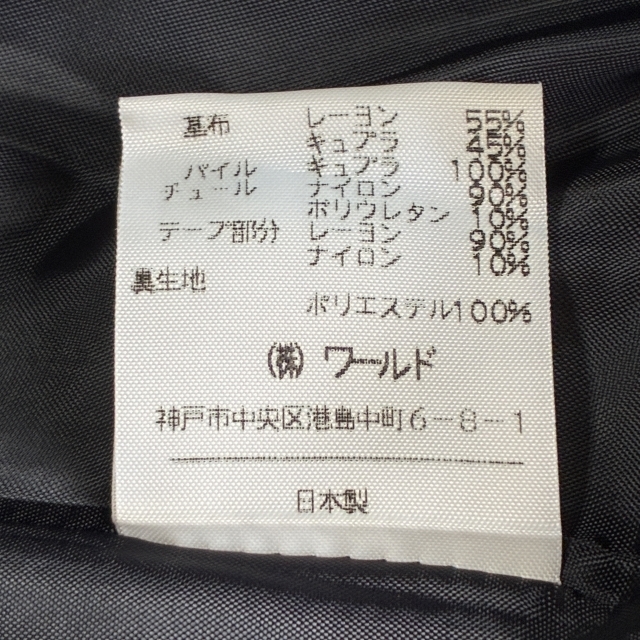 基布 レーヨン 55%
キュプラ 45%
パイル キュプラ 100%
チュール ナイロン 90%
ポリウレタン 10%
テープ部分 レーヨン 90%
ナイロン 10%
裏生地
ポリエステル100%
(株) ワールド
神戸市中央区港島中町6-8-1
日本製